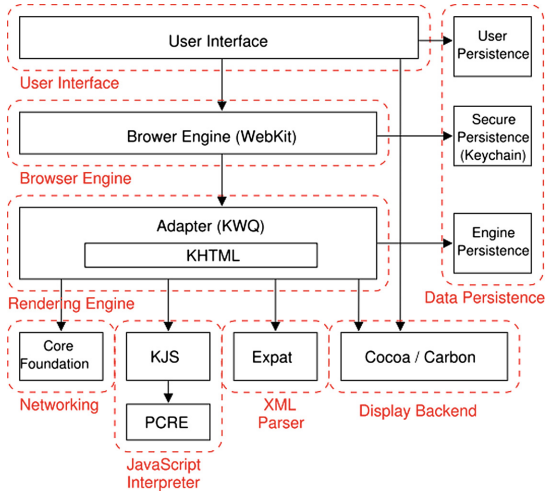 User Interface
User
Persistence
User Interface
Brower Engine (WebKit)
Secure
Persistence
(Keychain)
Browser Engine
Adapter (KWQ)
KHTML
Engine
Persistence
Rendering Engine
Data Persistence
Core
Foundation
KJS
Expat
Cocoa / Carbon
Networking
PCRE
XML
Parser
Display Backend
JavaScript
Interpreter